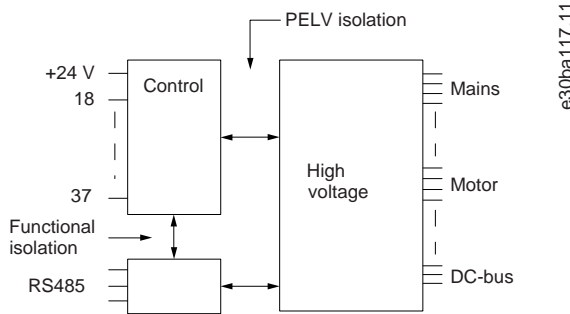 PELV isolation
+24 V
18
37
Control
Functional
isolation
RS485
High
voltage
Mains
Motor
DC-bus
e30ba117.11